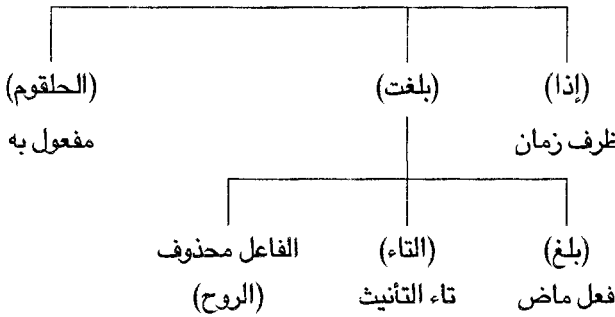 (إذا) (بلغت) (الحلقوم)
ظرف زمان مفعول به
(بلغ) (التاء) الفاعل محذوف
فعل ماض تاء التأنيث (الروح)